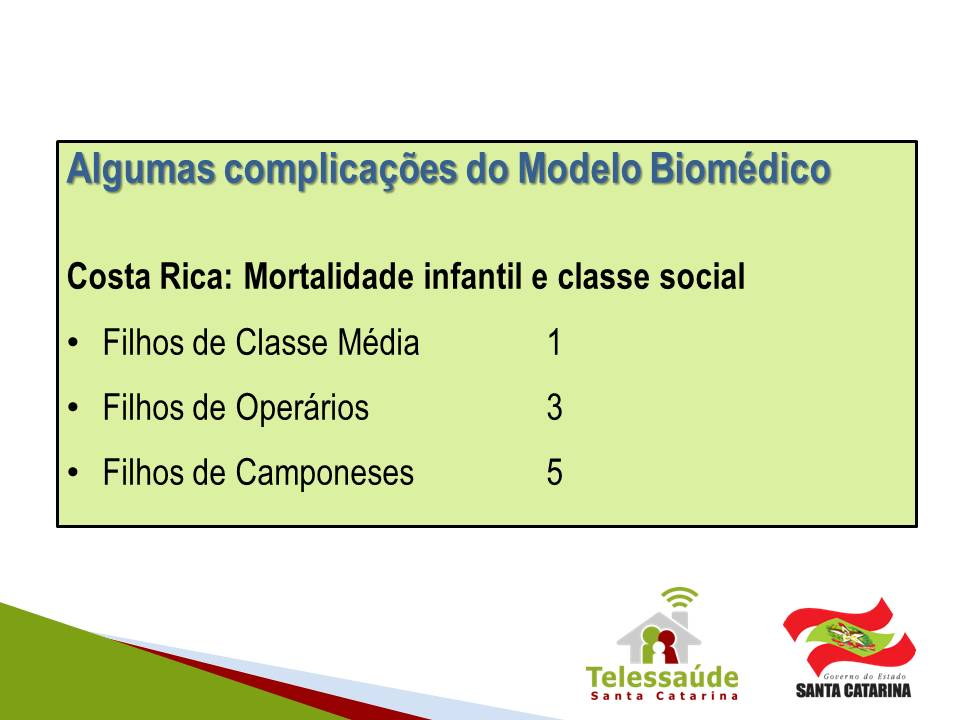 Algumas complicações do Modelo Biomédico
Costa Rica: Mortalidade infantil e classe social
• Filhos de Classe Média 1
• Filhos de Operários 3
• Filhos de Camponeses 5
Telessaúde
Santa Catarina
Governo do Estado
SANTA CATARINA